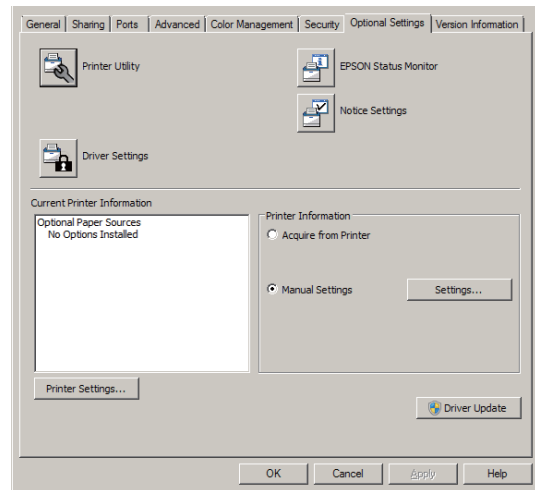 General Sharing Ports Advanced Color Management Security Optional Settings Version Information
Printer Utility
EPSON Status Monitor
Notice Settings
Driver Settings
Current Printer Information
Optional Paper Sources
No Options Installed
Printer Information
Acquire from Printer
Manual Settings
Settings...
Printer Settings...
Driver Update
OK Cancel Apply Help